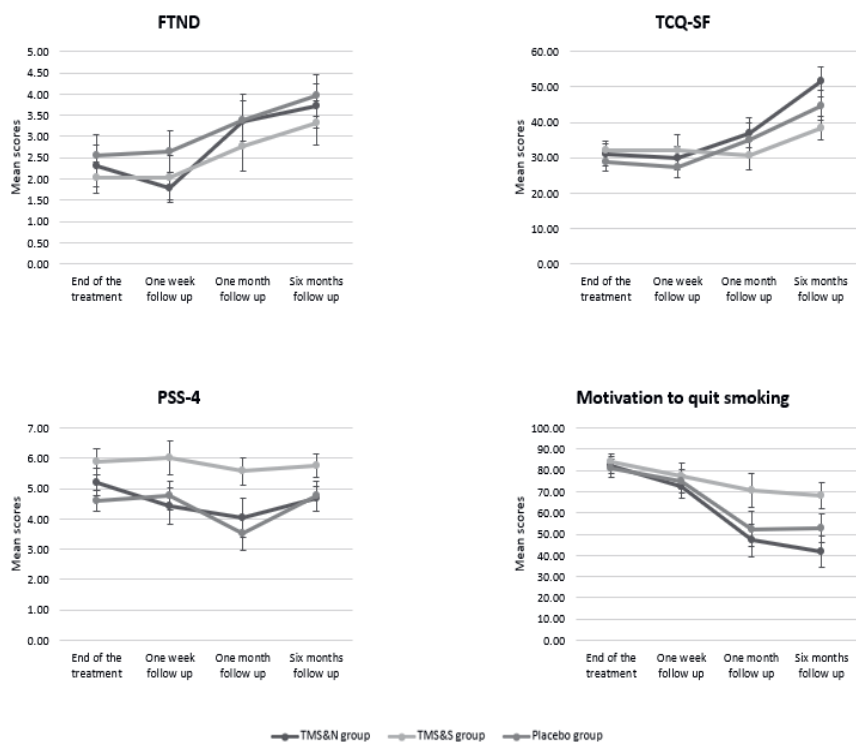 FTND
5.00
4.50
4.00
3.50
3.00
2.50
2.00
1.50
1.00
0.50
0.00
Mean scores
End of the treatment
One week follow up
One month follow up
Six months follow up
TCQ-SF
60.00
50.00
40.00
30.00
20.00
10.00
0.00
Mean scores
End of the treatment
One week follow up
One month follow up
Six months follow up
PSS-4
7.00
6.00
5.00
4.00
3.00
2.00
1.00
0.00
Mean scores
End of the treatment
One week follow up
One month follow up
Six months follow up
Motivation to quit smoking
100.00
90.00
80.00
70.00
60.00
50.00
40.00
30.00
20.00
10.00
0.00
Mean scores
End of the treatment
One week follow up
One month follow up
Six months follow up
TMS&N group TMS&S group Placebo group